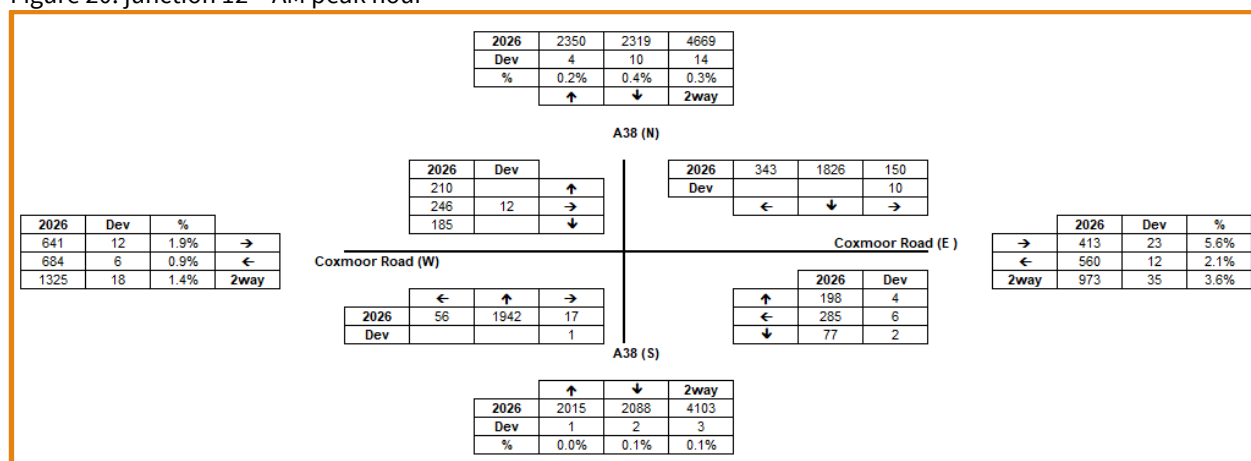 Figure 20: Junction 12 – AM peak hour
2026 2350 2319 4669
Dev 4 10 14
% 0.2% 0.4% 0.3%
↑ ↓ 2way
A38 (N)
2026 Dev
210 ↑
246 12 →
185 ↓
2026 343 1826 150
Dev 10
← ↓ →
2026 Dev %
641 12 1.9% →
684 6 0.9% ←
1325 18 1.4% 2way
Coxmoor Road (W)
Coxmoor Road (E )
2026 Dev %
→ 413 23 5.6%
← 560 12 2.1%
2way 973 35 3.6%
← ↑ →
2026 56 1942 17
Dev 1
2026 Dev
↑ 198 4
← 285 6
↓ 77 2
A38 (S)
↑ ↓ 2way
2026 2015 2088 4103
Dev 1 2 3
% 0.0% 0.1% 0.1%